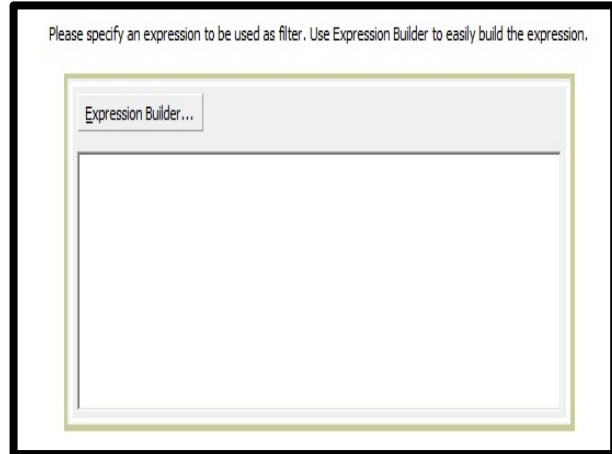 Please specify an expression to be used as filter. Use Expression Builder to easily build the expression.
Expression Builder...